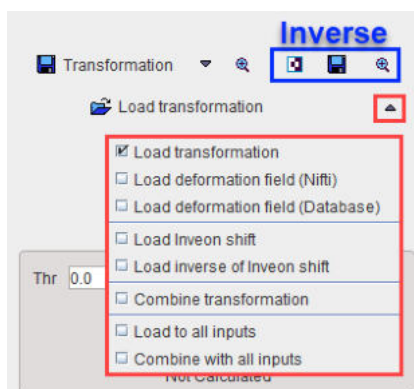 Inverse
Transformation
Load transformation
Load transformation
Load deformation field (Nifti)
Load deformation field (Database)
Load Inveon shift
Load inverse of Inveon shift
Thr 0.0
Combine transformation
Load to all inputs
Combine with all inputs
Not Calculated